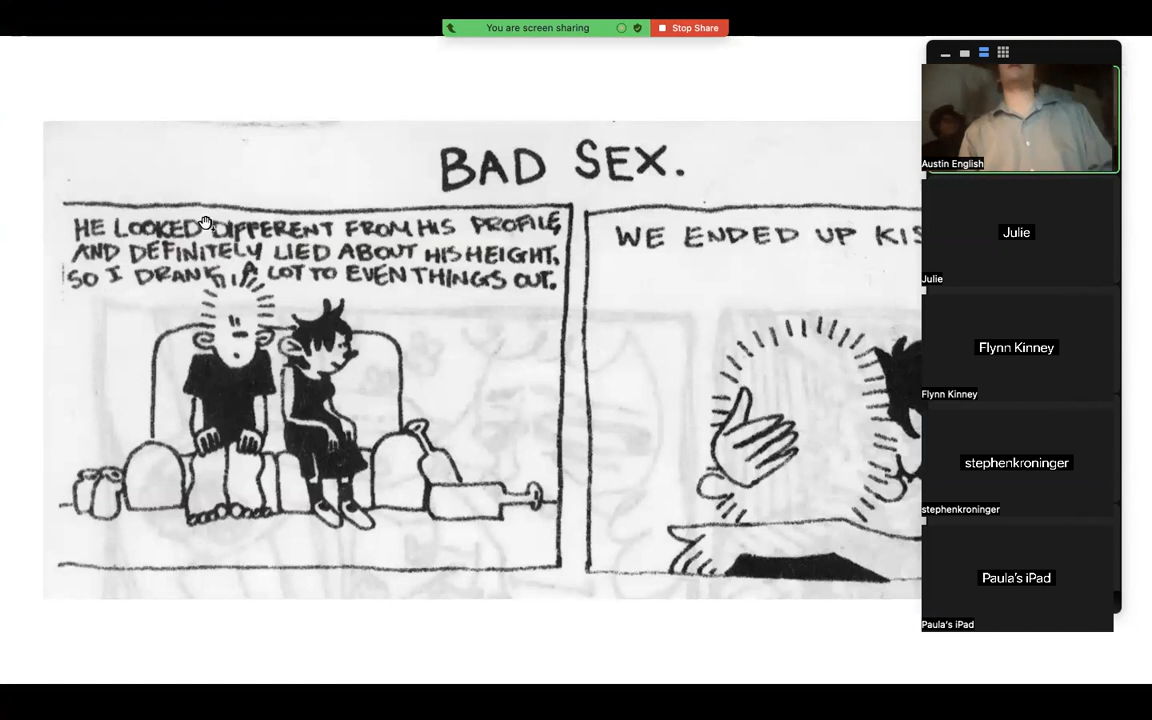 You are screen sharing
Stop Share
BAD SEX.
HE LOOKED DIFFERENT FROM HIS PROFILE,
AND DEFINITELY LIED ABOUT HIS HEIGHT,
SO I DRANK A LOT TO EVEN THINGS OUT.
WE ENDED UP KIS
Austin English
Julie
Julie
Flynn Kinney
Flynn Kinney
stephenkroninger
stephenkroninger
Paula's iPad
Paula's iPad